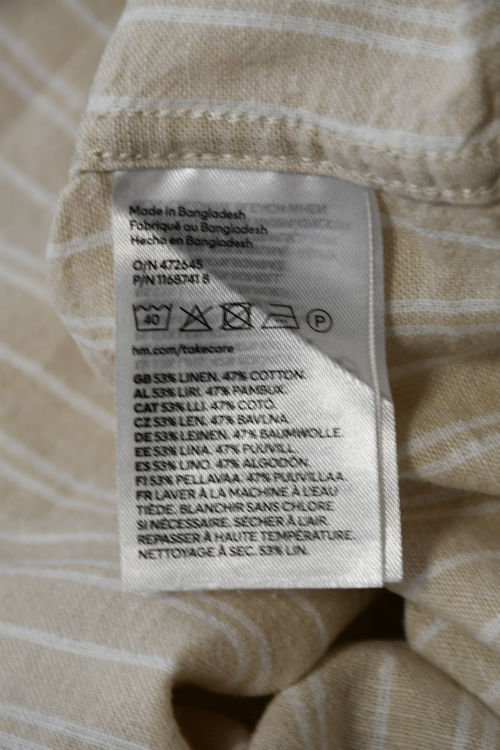 Made in Bangladesh
Fabriqué au Bangladesh
Hecho en Bangladesh
O/N 472645
P/N 1168741 8
40
P
hm.com/takecare
GB 53% LINEN. 47% COTTON.
AL 53% LIRI. 47% PAMBUK.
CAT 53% LLI. 47% COTÓ.
CZ 53% LEN. 47% BAVLNA.
DE 53% LEINEN. 47% BAUMWOLLE.
EE 53% LINA. 47% PUUVILL.
ES 53% LINO. 47% ALGODÓN.
FI 53% PELLAVAA. 47% PUUVILLAA.
FR LAVER À LA MACHINE À L'EAU
TIÈDE. BLANCHIR SANS CHLORE
SI NÉCESSAIRE. SÉCHER À L'AIR.
REPASSER À HAUTE TEMPÉRATURE.
NETTOYAGE À SEC. 53% LIN.